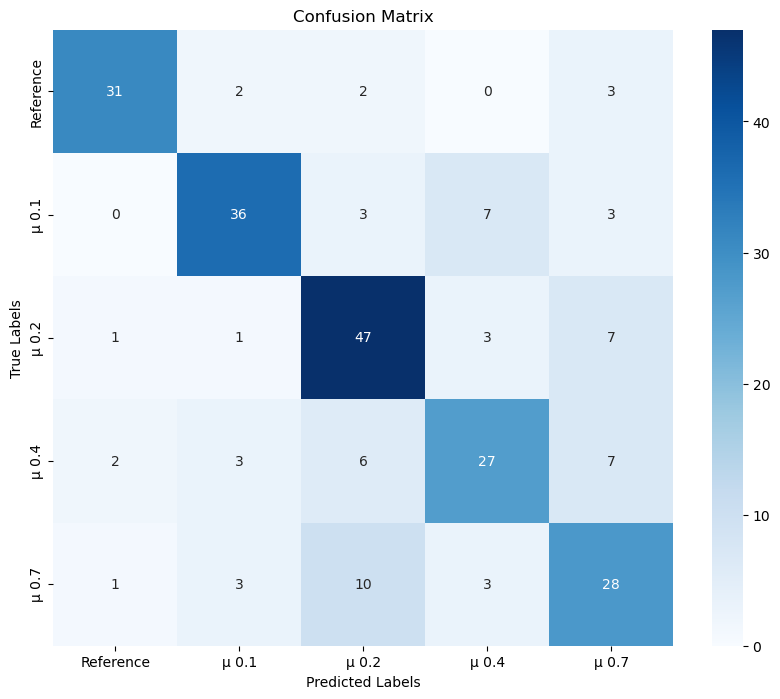 Confusion Matrix
Reference 31 2 2 0 3
μ 0.1 0 36 3 7 3
μ 0.2 1 1 47 3 7
μ 0.4 2 3 6 27 7
μ 0.7 1 3 10 3 28
True Labels
Reference μ 0.1 μ 0.2 μ 0.4 μ 0.7
Predicted Labels
40
30
20
10
0